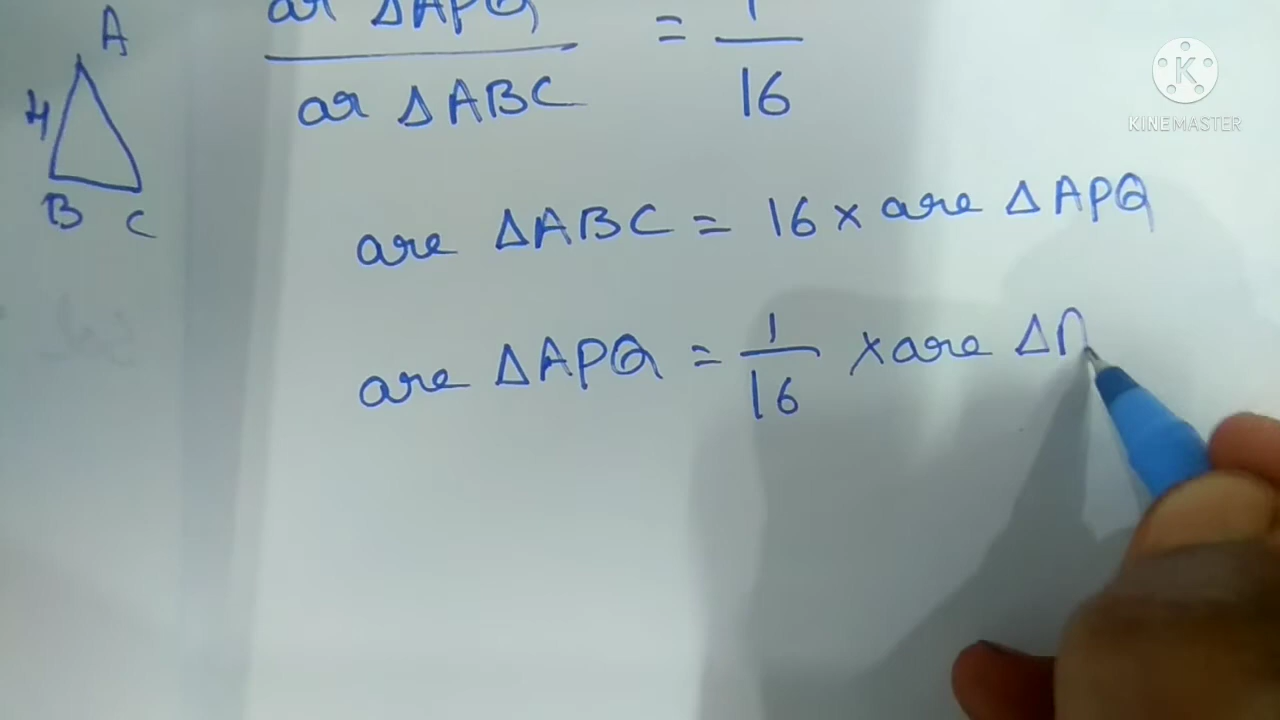 A
ar ΔAPQ = 1
ar ΔABC 16
4
B C
are ΔABC = 16 × are ΔAPQ
are ΔAPQ = 1/16 × are Δ
KINEMASTER